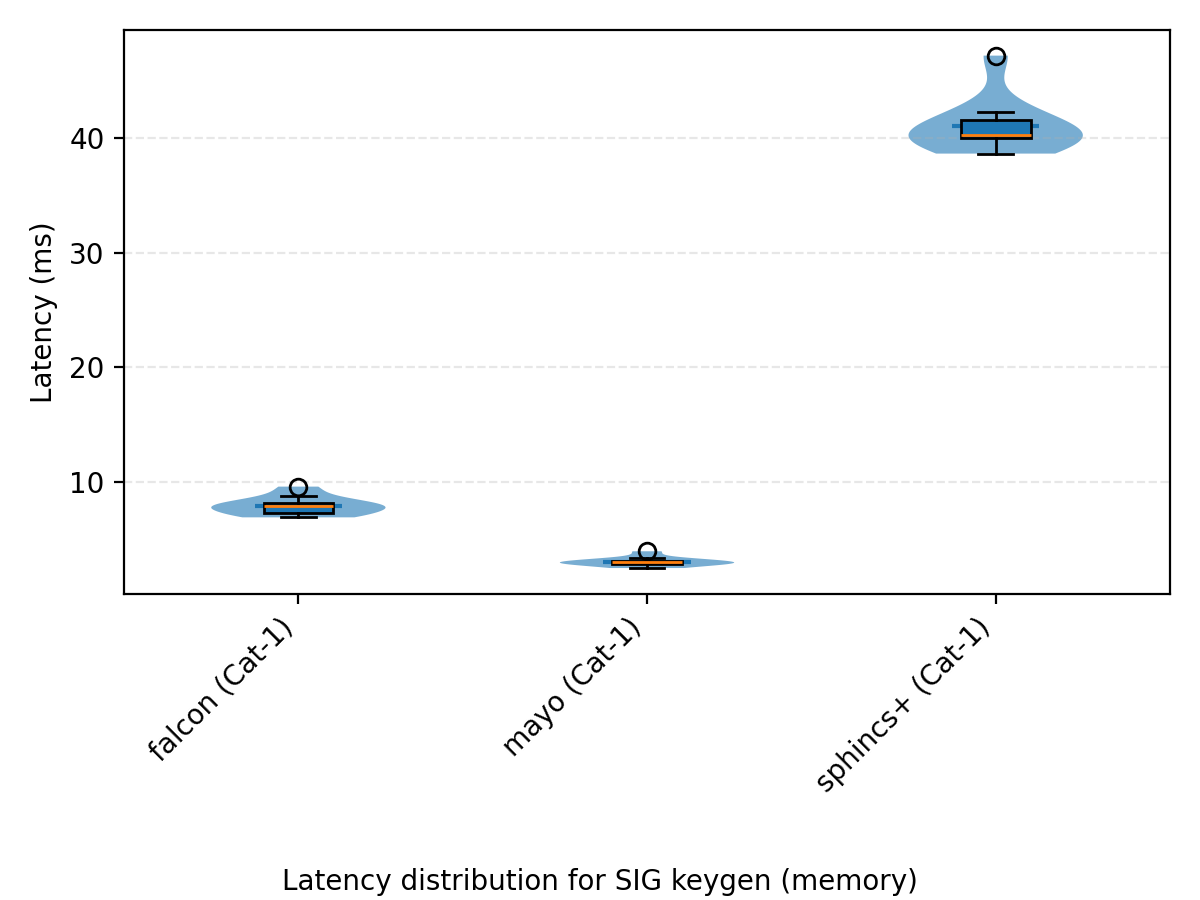 Latency (ms)
40
30
20
10
falcon (Cat-1)
mayo (Cat-1)
sphincs+ (Cat-1)
Latency distribution for SIG keygen (memory)